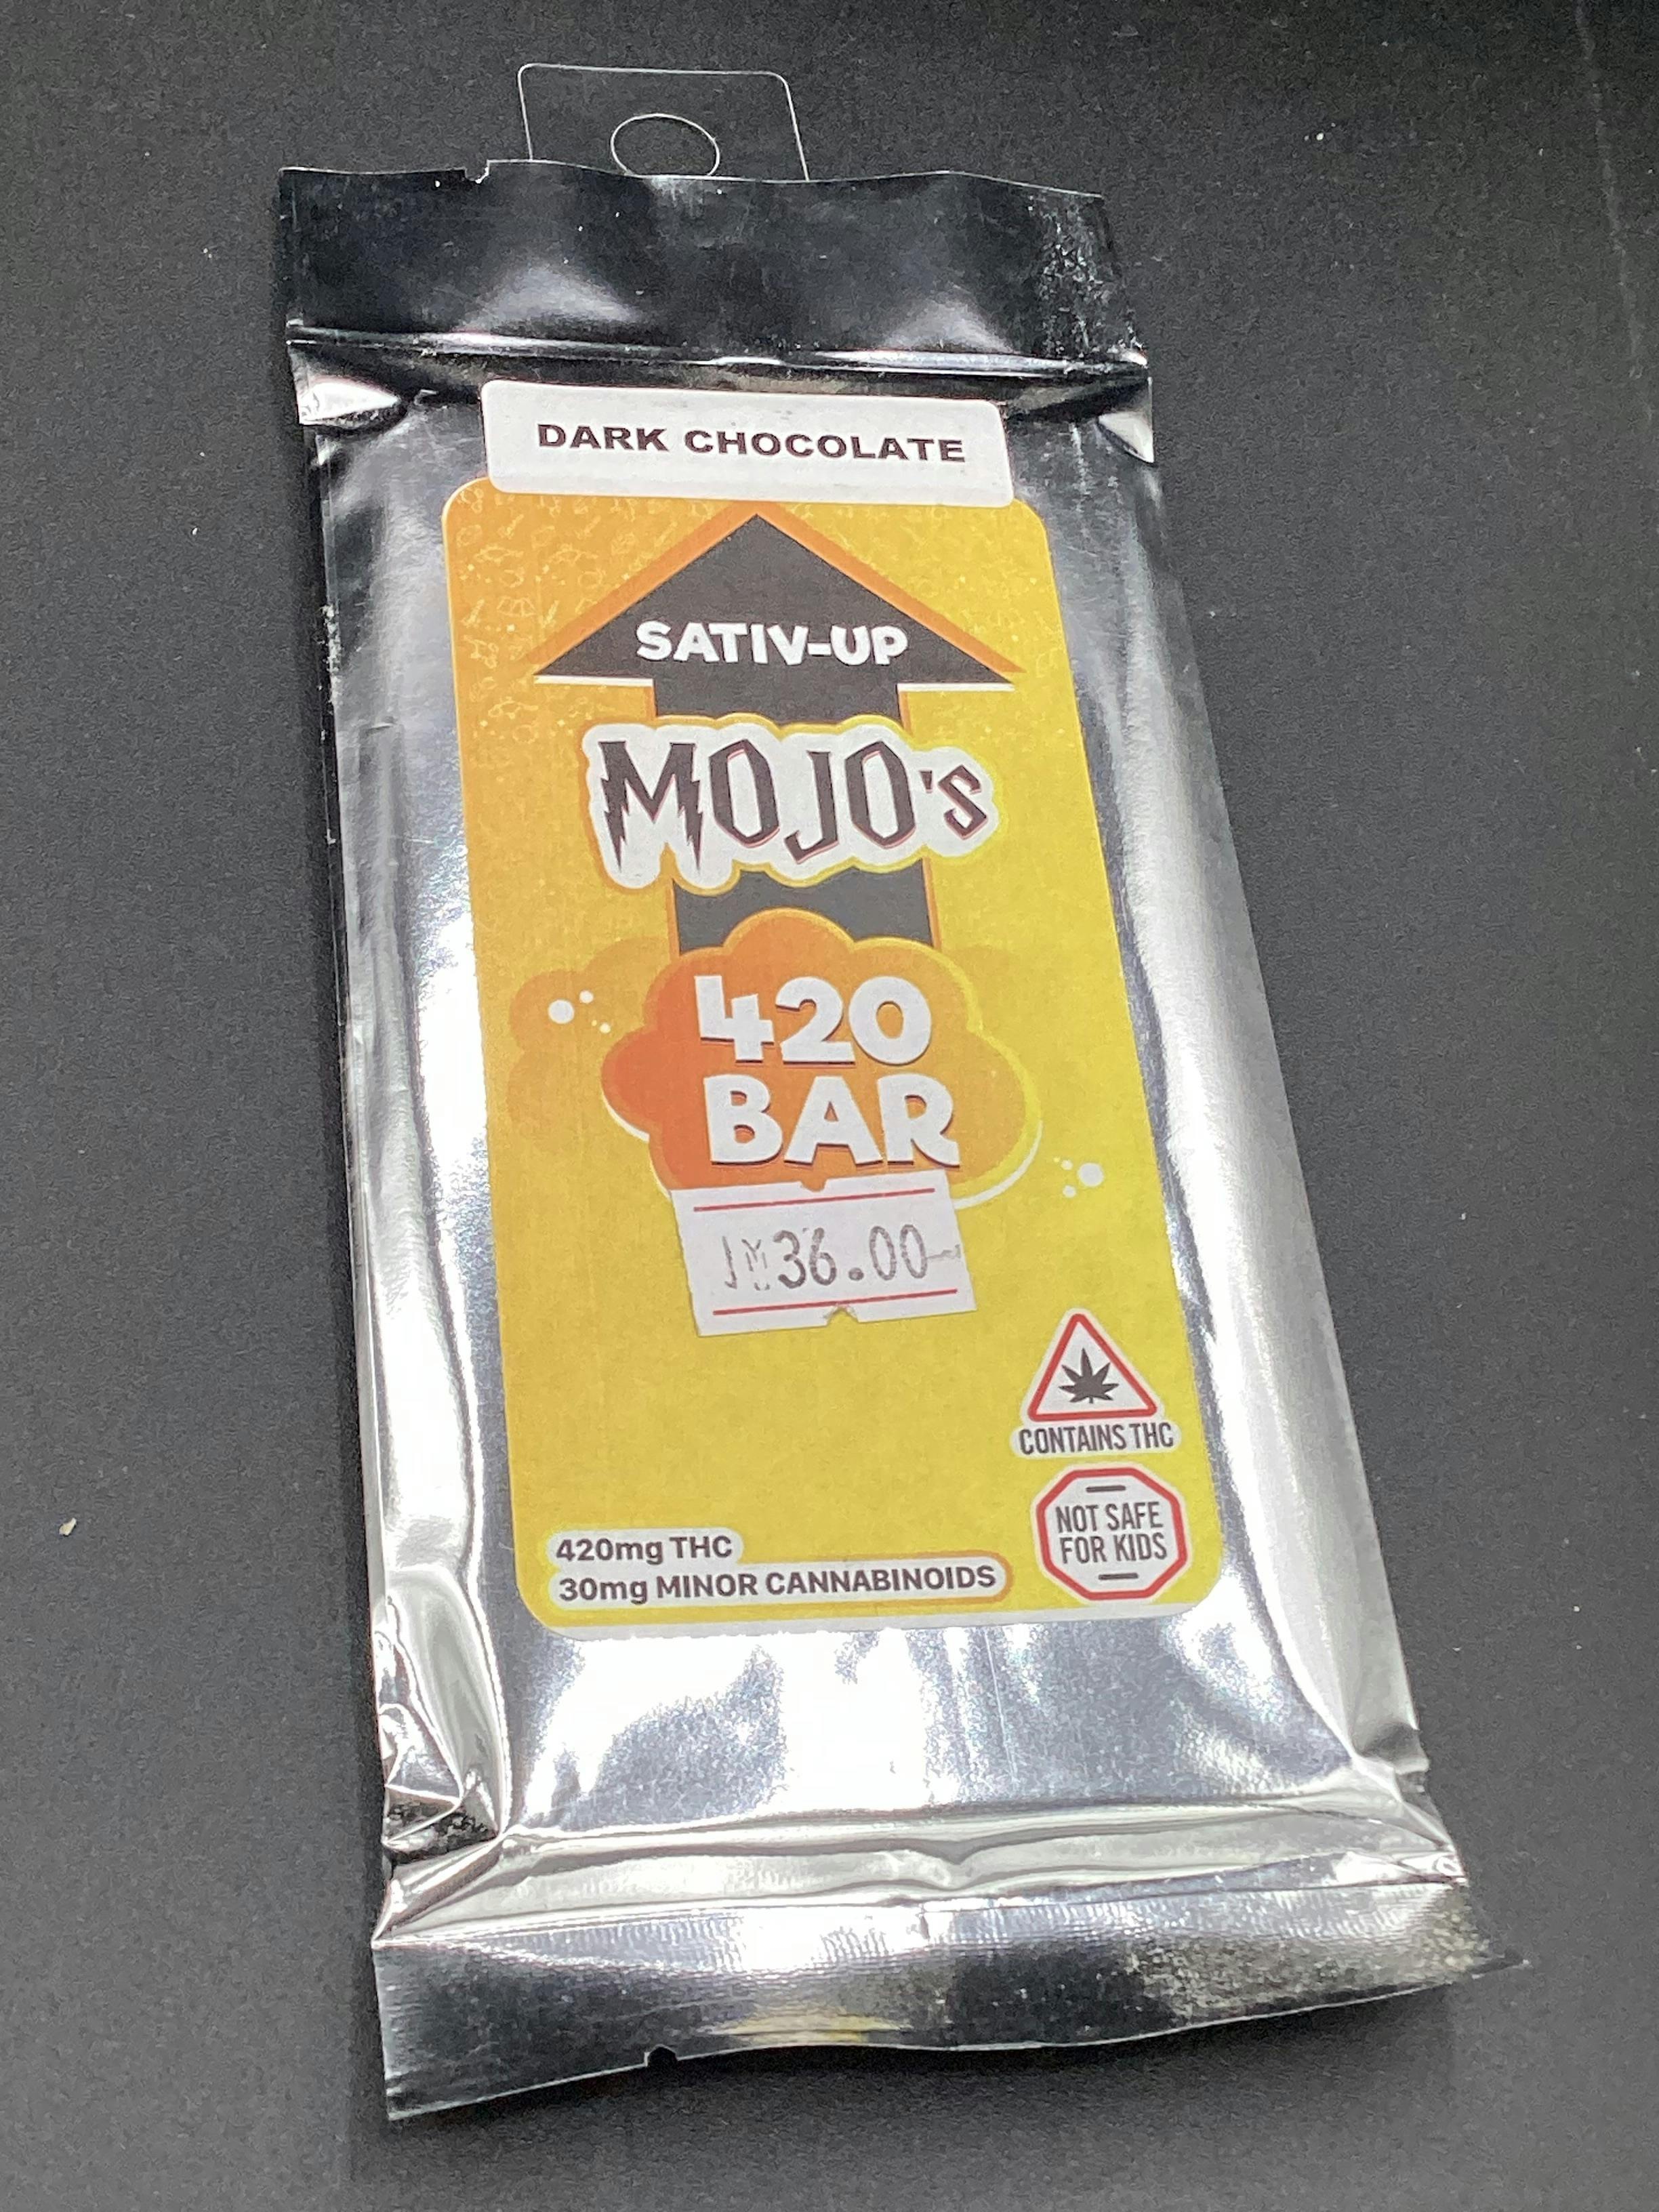 DARK CHOCOLATE
SATIV-UP
MOJO's
420
BAR
36.00
CONTAINS THC
NOT SAFE
FOR KIDS
420mg THC
30mg MINOR CANNABINOIDS